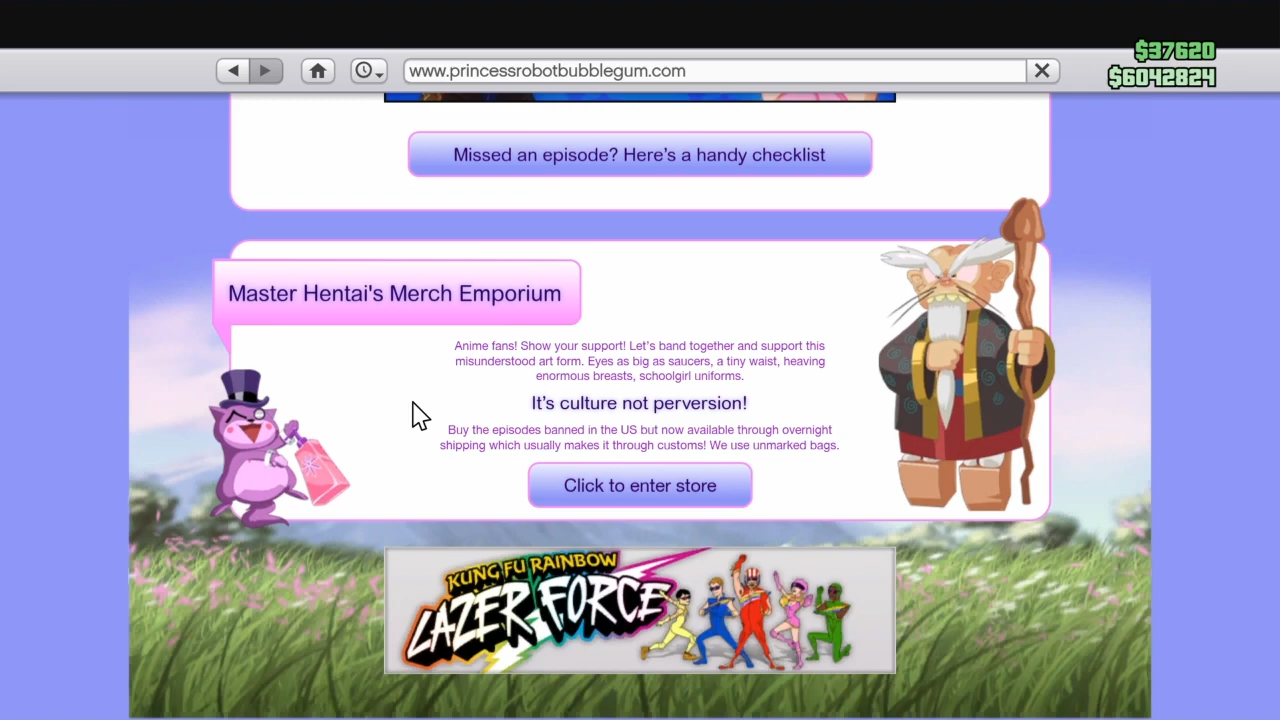 $37620
www.princessrobotbubblegum.com
$6042824
Missed an episode? Here's a handy checklist
Master Hentai's Merch Emporium
Anime fans! Show your support! Let's band together and support this
misunderstood art form. Eyes as big as saucers, a tiny waist, heaving
enormous breasts, schoolgirl uniforms.
It's culture not perversion!
Buy the episodes banned in the US but now available through overnight
shipping which usually makes it through customs! We use unmarked bags.
Click to enter store
KUNG FU RAINBOW
LAZER FORCE